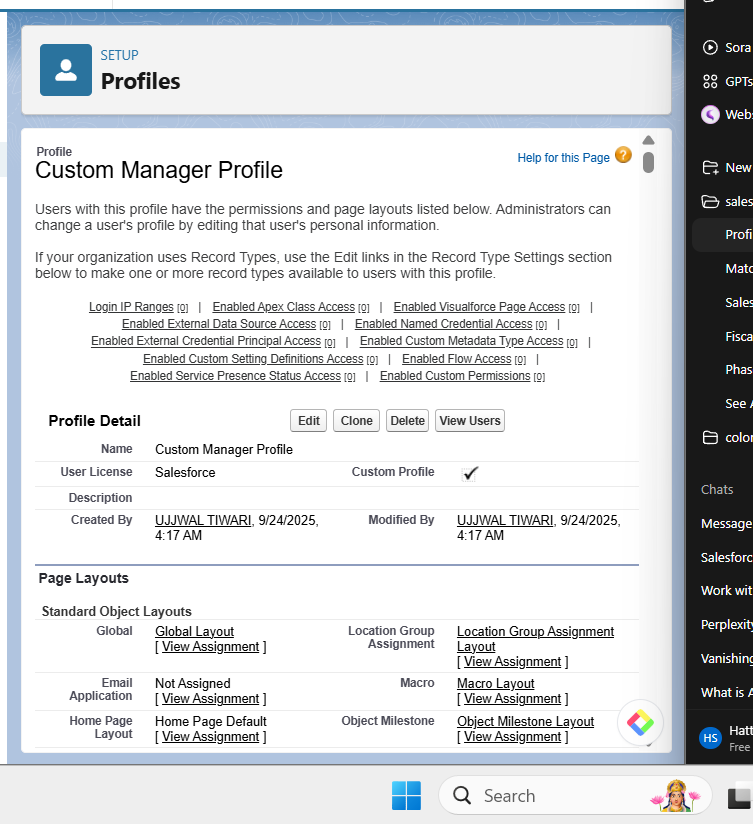 SETUP
Profiles
Profile
Custom Manager Profile
Help for this Page ?
Users with this profile have the permissions and page layouts listed below. Administrators can
change a user's profile by editing that user's personal information.
If your organization uses Record Types, use the Edit links in the Record Type Settings section
below to make one or more record types available to users with this profile.
Login IP Ranges [0] | Enabled Apex Class Access [0] | Enabled Visualforce Page Access [0] |
Enabled External Data Source Access [0] | Enabled Named Credential Access [0] |
Enabled External Credential Principal Access [0] | Enabled Custom Metadata Type Access [0] |
Enabled Custom Setting Definitions Access [0] | Enabled Flow Access [0] |
Enabled Service Presence Status Access [0] | Enabled Custom Permissions [0]
Profile Detail Edit Clone Delete View Users
Name Custom Manager Profile
User License Salesforce Custom Profile
Description
Created By UJJWAL TIWARI, 9/24/2025, Modified By UJJWAL TIWARI, 9/24/2025,
4:17 AM 4:17 AM
Page Layouts
Standard Object Layouts
Global Global Layout Location Group Location Group Assignment
[ View Assignment ] Assignment Layout
[ View Assignment ]
Email Not Assigned Macro Macro Layout
Application [ View Assignment ] [ View Assignment ]
Home Page Home Page Default Object Milestone Object Milestone Layout
Layout [ View Assignment ] [ View Assignment ]
Sora
GPTs
Webs
New
sales
Profi
Matc
Sales
Fisca
Phas
See A
color
Chats
Message
Salesforc
Work wit
Perplexity
Vanishing
What is A
HS Hatt
Free
Search